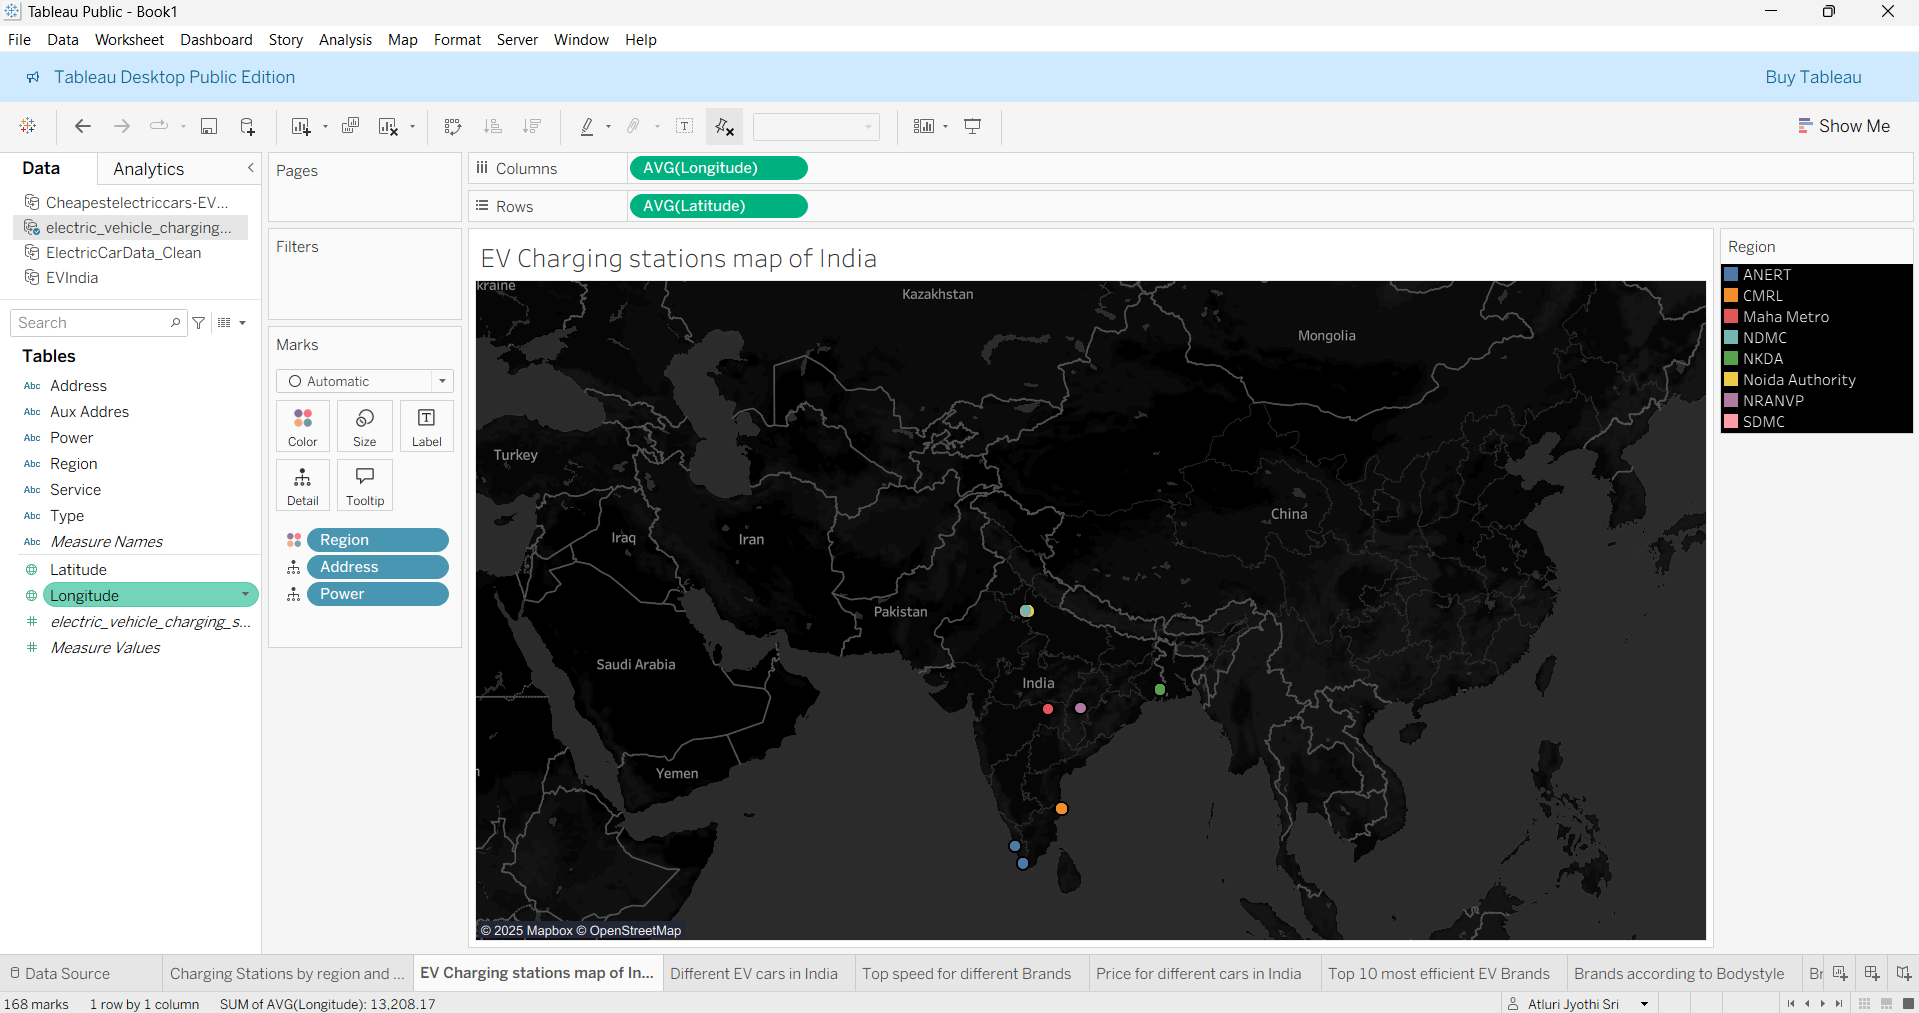 Tableau Public - Book1
File Data Worksheet Dashboard Story Analysis Map Format Server Window Help
Tableau Desktop Public Edition
Buy Tableau
Show Me
Data
Analytics
Cheapestelectriccars-EV...
electric_vehicle_charging...
ElectricCarData_Clean
EVIndia
Search
Tables
Abc Address
Abc Aux Addres
Abc Power
Abc Region
Abc Service
Abc Type
Abc Measure Names
Latitude
Longitude
electric_vehicle_charging_s...
Measure Values
Pages
Filters
Marks
Automatic
Color
Size
Label
Detail
Tooltip
Region
Address
Power
Columns
AVG(Longitude)
Rows
AVG(Latitude)
EV Charging stations map of India
kraine
Kazakhstan
Mongolia
Turkey
China
Iraq
Iran
Pakistan
Saudi Arabia
India
Yemen
© 2025 Mapbox © OpenStreetMap
Region
ANERT
CMRL
Maha Metro
NDMC
NKDA
Noida Authority
NRANVP
SDMC
Data Source
Charging Stations by region and ...
EV Charging stations map of In...
Different EV cars in India
Top speed for different Brands
Price for different cars in India
Top 10 most efficient EV Brands
Brands according to Bodystyle
Br
168 marks
1 row by 1 column
SUM of AVG(Longitude): 13,208.17
Atluri Jyothi Sri